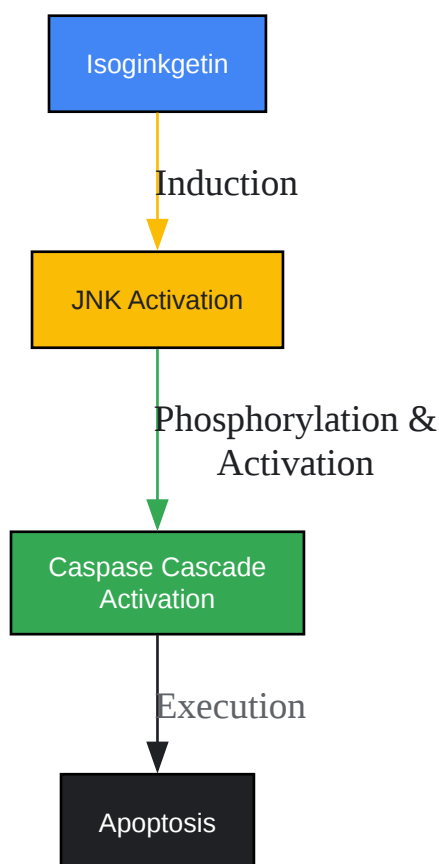 Isoginkgetin
Induction
JNK Activation
Phosphorylation &
Activation
Caspase Cascade
Activation
Execution
Apoptosis